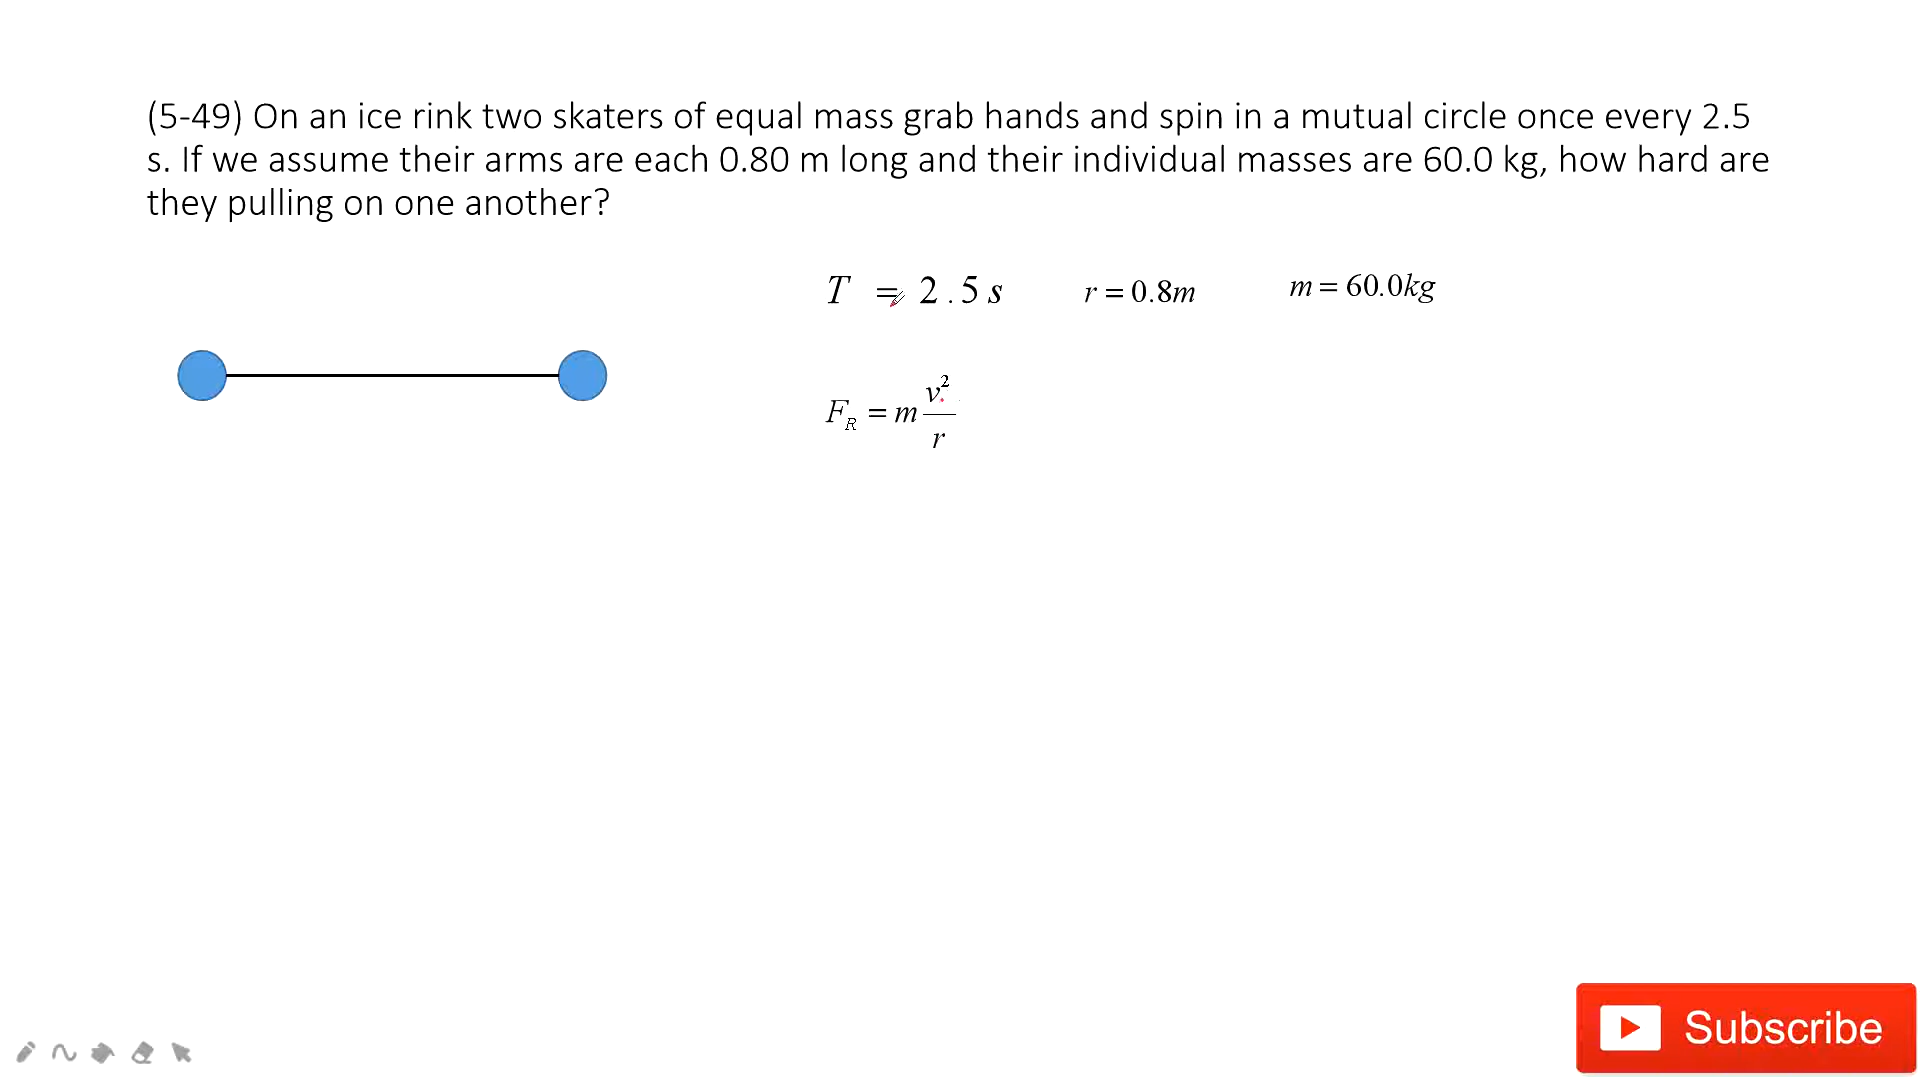 (5-49) On an ice rink two skaters of equal mass grab hands and spin in a mutual circle once every 2.5
s. If we assume their arms are each 0.80 m long and their individual masses are 60.0 kg, how hard are
they pulling on one another?
T = 2.5 s r = 0.8m m = 60.0kg
F_R = m v²/r
Subscribe